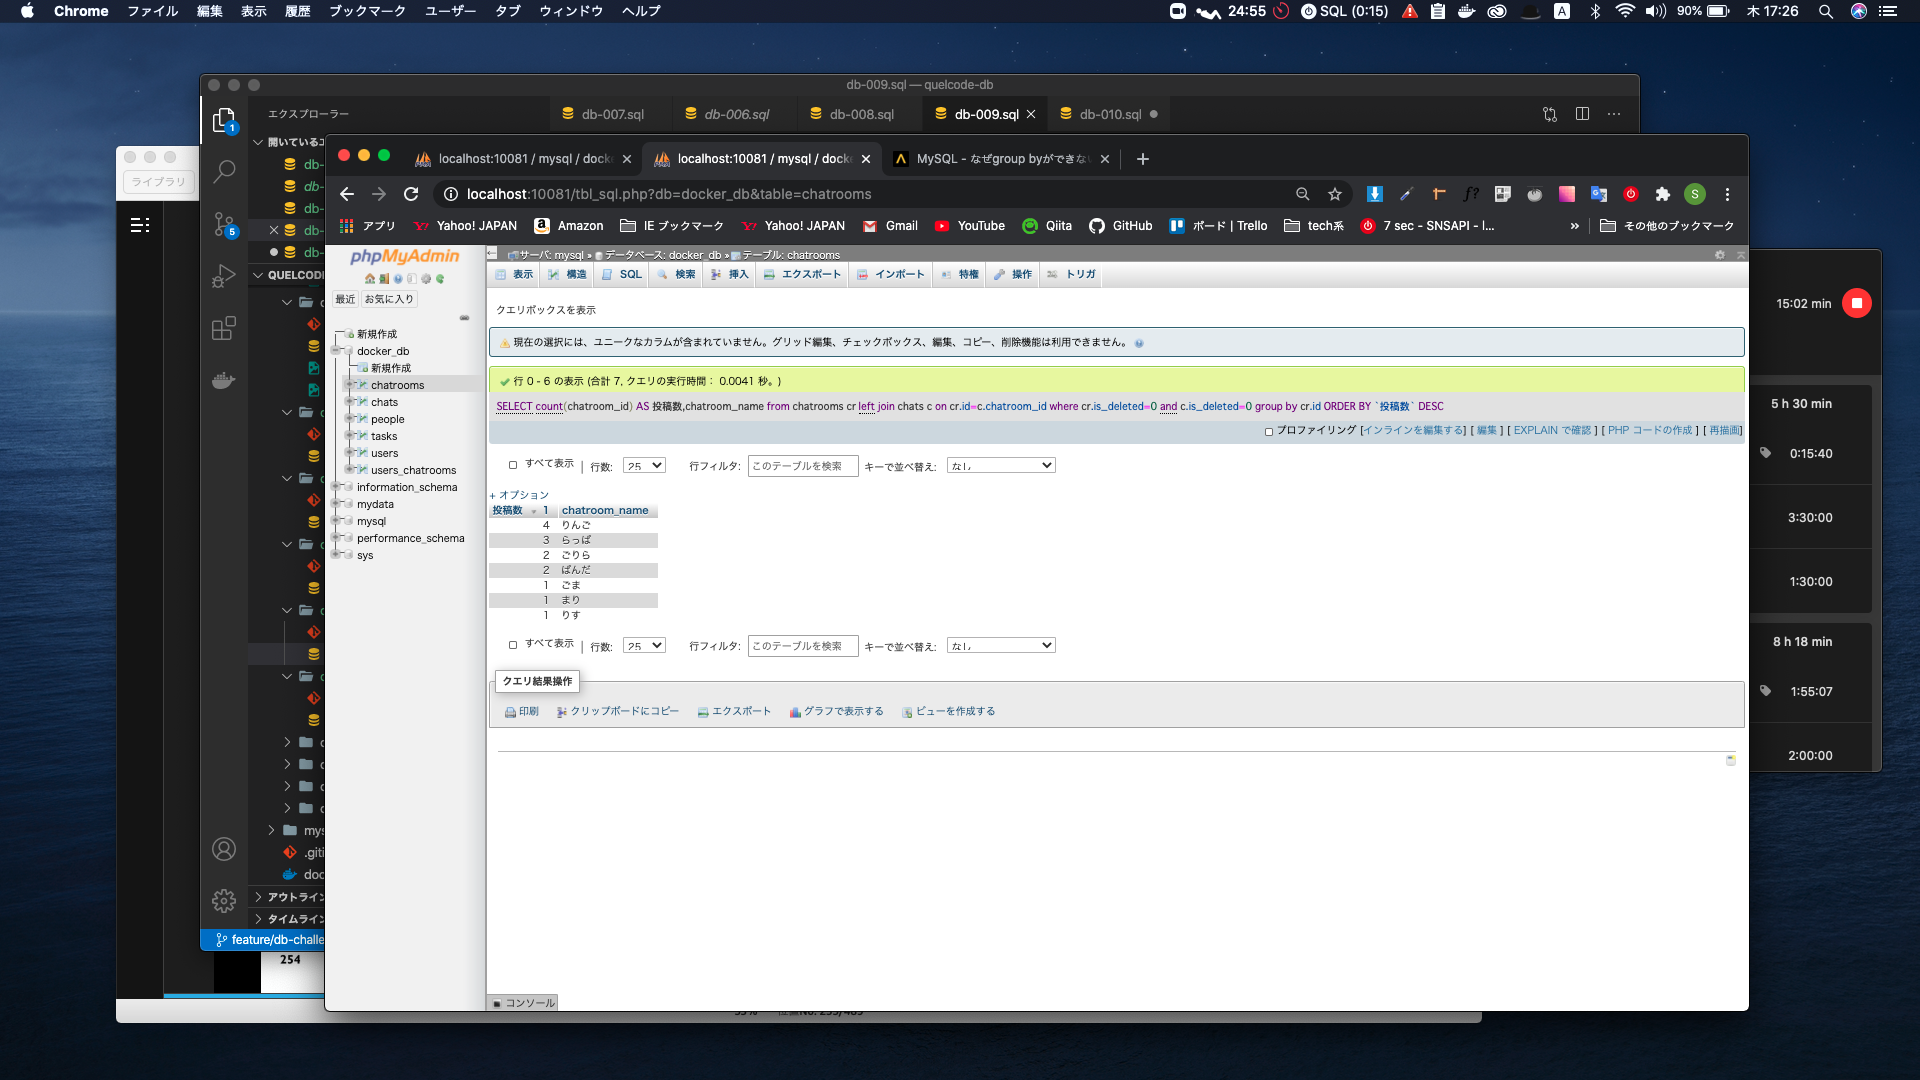 Chrome ファイル 編集 表示 履歴 ブックマーク ユーザー タブ ウィンドウ ヘルプ
24:55 SQL (0:15) A 90% 木 17:26
db-009.sql — quelcode-db
エクスプローラー
db-007.sql db-006.sql db-008.sql db-009.sql db-010.sql
開いているエ
ライブラリ
db-
db-
db-
db-
db-
QUELCODE
localhost:10081 / mysql / docke
localhost:10081 / mysql / docke
MySQL - なぜgroup byができない
localhost:10081/tbl_sql.php?db=docker_db&table=chatrooms
アプリ Yahoo! JAPAN Amazon IE ブックマーク Yahoo! JAPAN Gmail YouTube Qiita GitHub ボード | Trello tech系 7 sec - SNSAPI - I... » その他のブックマーク
phpMyAdmin
最近 お気に入り
新規作成
docker_db
新規作成
chatrooms
chats
people
tasks
users
users_chatrooms
information_schema
mydata
mysql
performance_schema
sys
サーバ: mysql » データベース: docker_db » テーブル: chatrooms
表示 構造 SQL 検索 挿入 エクスポート インポート 特権 操作 トリガ
クエリボックスを表示
現在の選択には、ユニークなカラムが含まれていません。グリッド編集、チェックボックス、編集、コピー、削除機能は利用できません。
行 0 - 6 の表示 (合計 7, クエリの実行時間： 0.0041 秒。)
SELECT count(chatroom_id) AS 投稿数,chatroom_name from chatrooms cr left join chats c on cr.id=c.chatroom_id where cr.is_deleted=0 and c.is_deleted=0 group by cr.id ORDER BY `投稿数` DESC
プロファイリング [インラインを編集する] [ 編集 ] [ EXPLAIN で確認 ] [ PHP コードの作成 ] [ 再描画]
すべて表示 | 行数: 25 行フィルタ: このテーブルを検索 キーで並べ替え: なし
+ オプション
投稿数 1 chatroom_name
4 りんご
3 らっぱ
2 ごりら
2 ぱんだ
1 ごま
1 まり
1 りす
すべて表示 | 行数: 25 行フィルタ: このテーブルを検索 キーで並べ替え: なし
クエリ結果操作
印刷 クリップボードにコピー エクスポート グラフで表示する ビューを作成する
コンソール
mys
.giti
doc
アウトライン
タイムライン
feature/db-challe
254
15:02 min
5 h 30 min
0:15:40
3:30:00
1:30:00
8 h 18 min
1:55:07
2:00:00